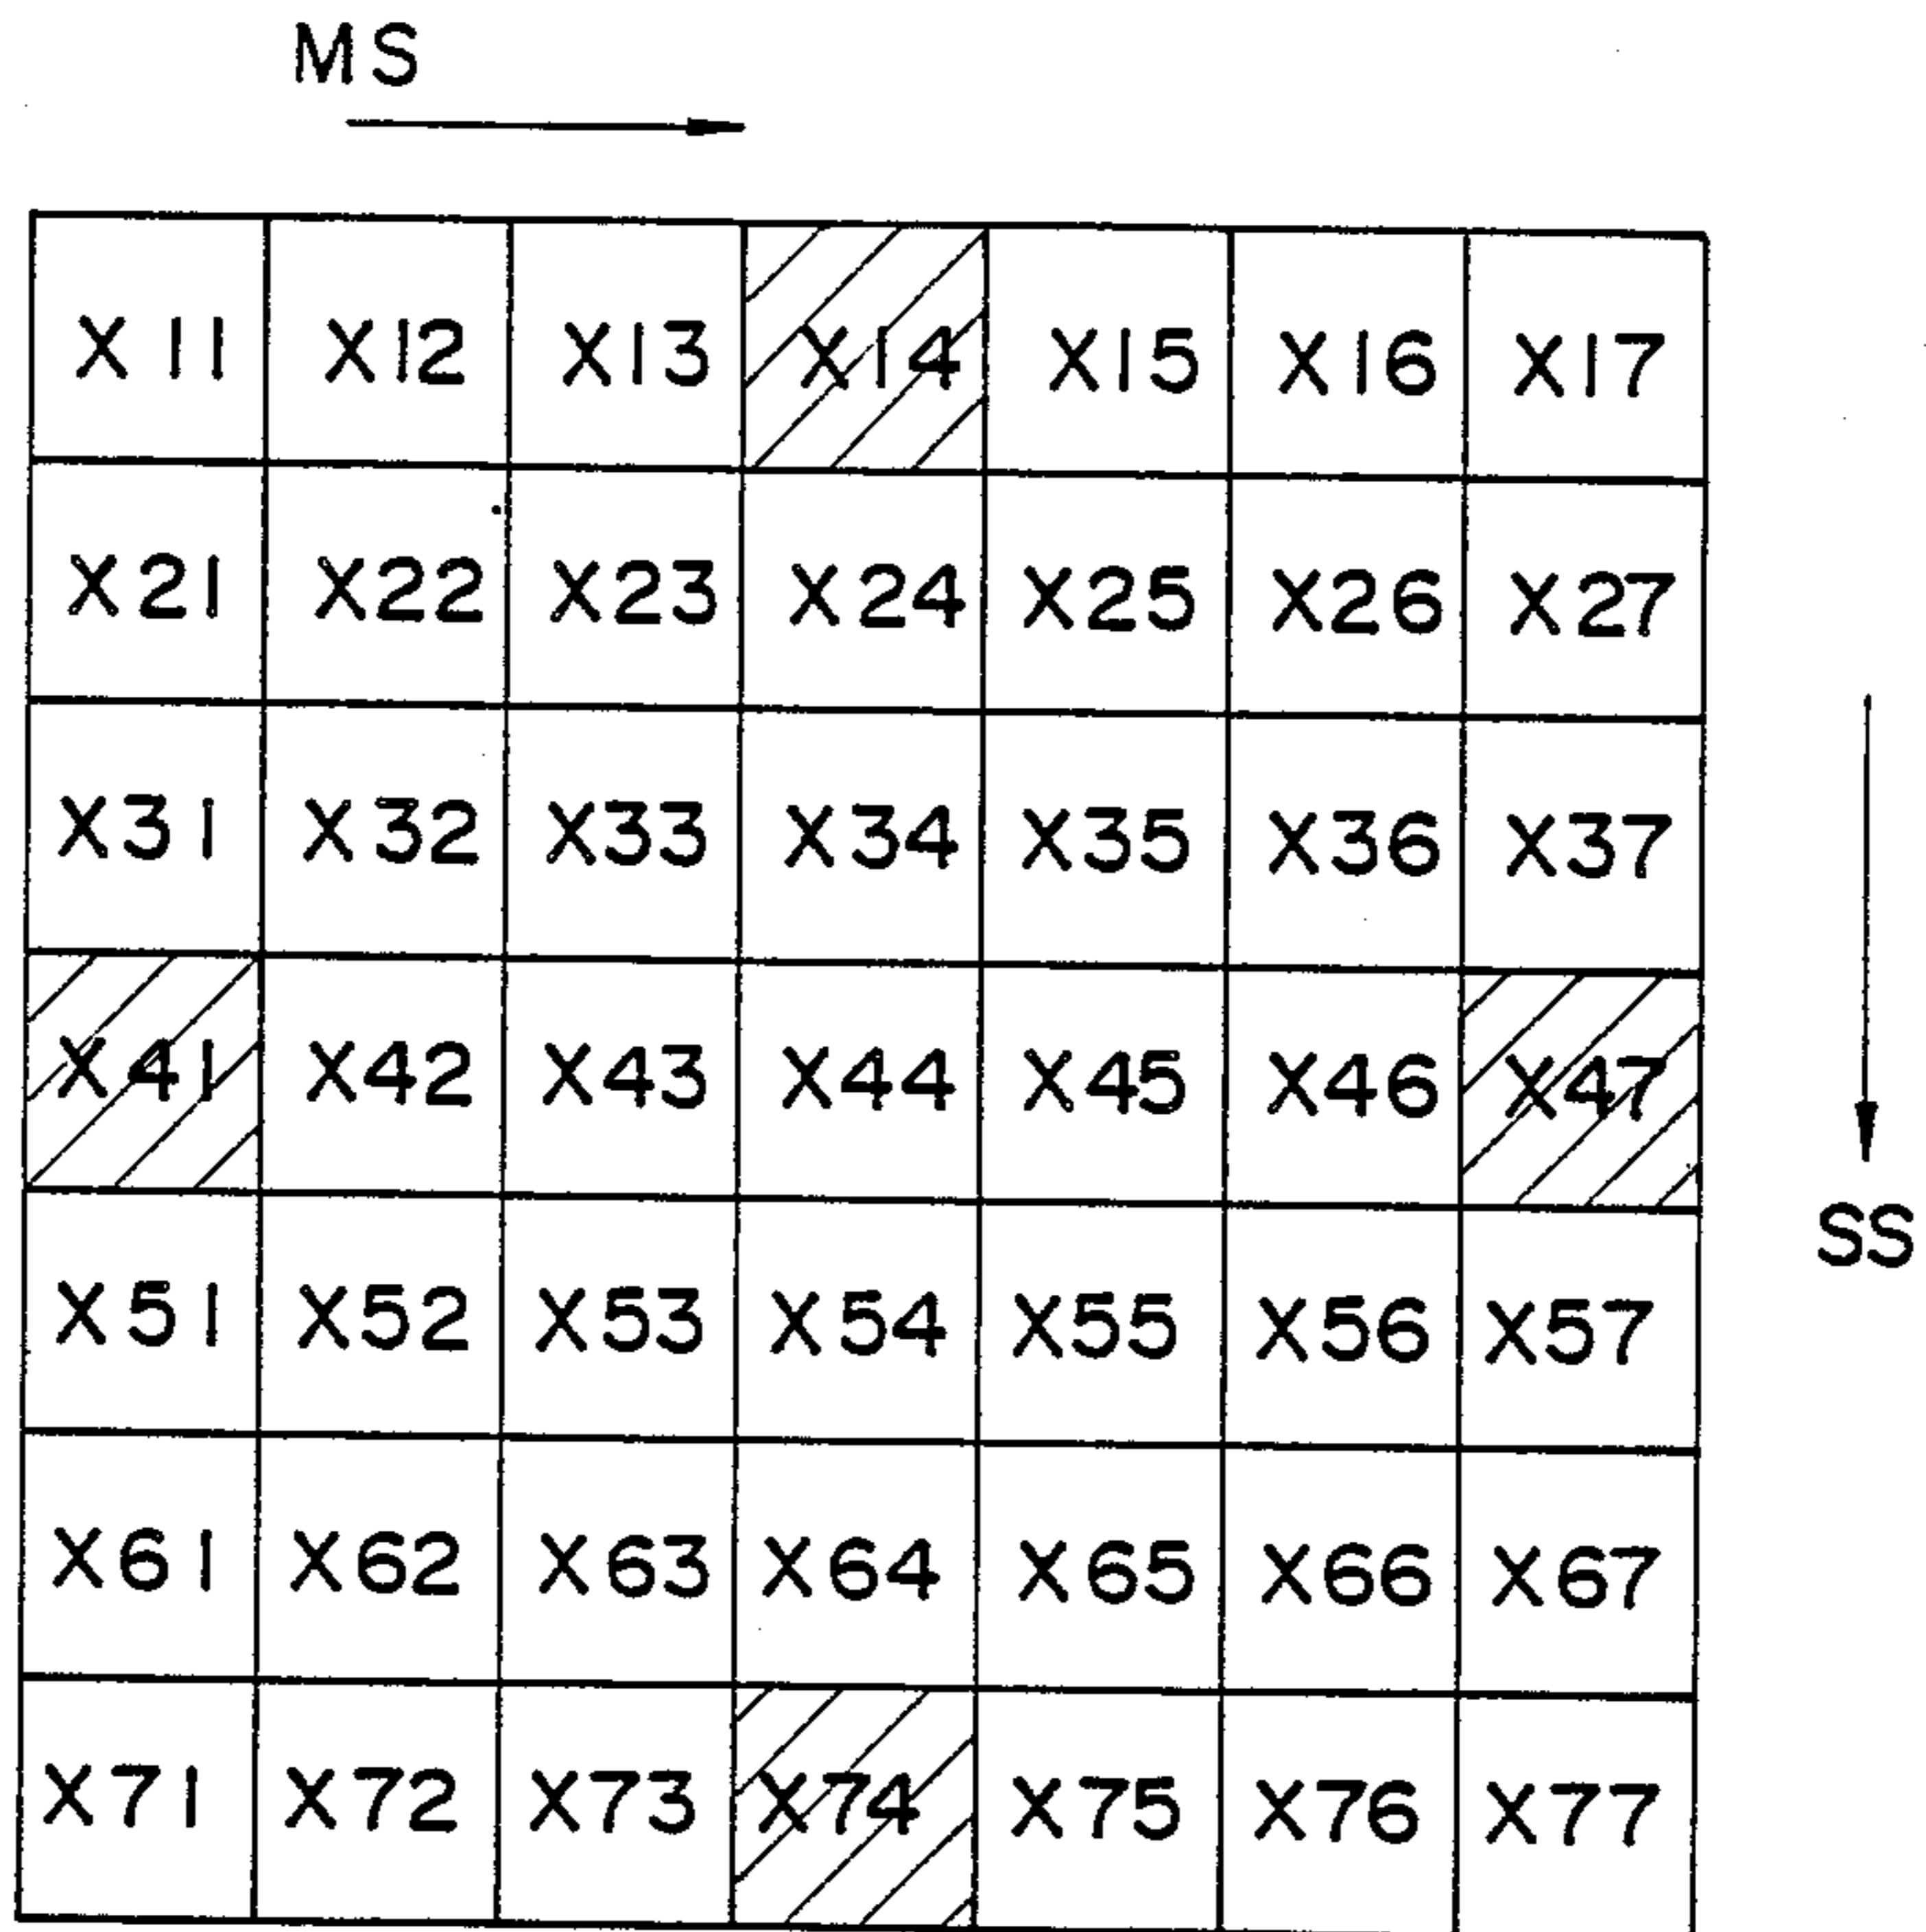 MS
X11 X12 X13 X14 X15 X16 X17
X21 X22 X23 X24 X25 X26 X27
X31 X32 X33 X34 X35 X36 X37
X41 X42 X43 X44 X45 X46 X47
SS
X51 X52 X53 X54 X55 X56 X57
X61 X62 X63 X64 X65 X66 X67
X71 X72 X73 X74 X75 X76 X77